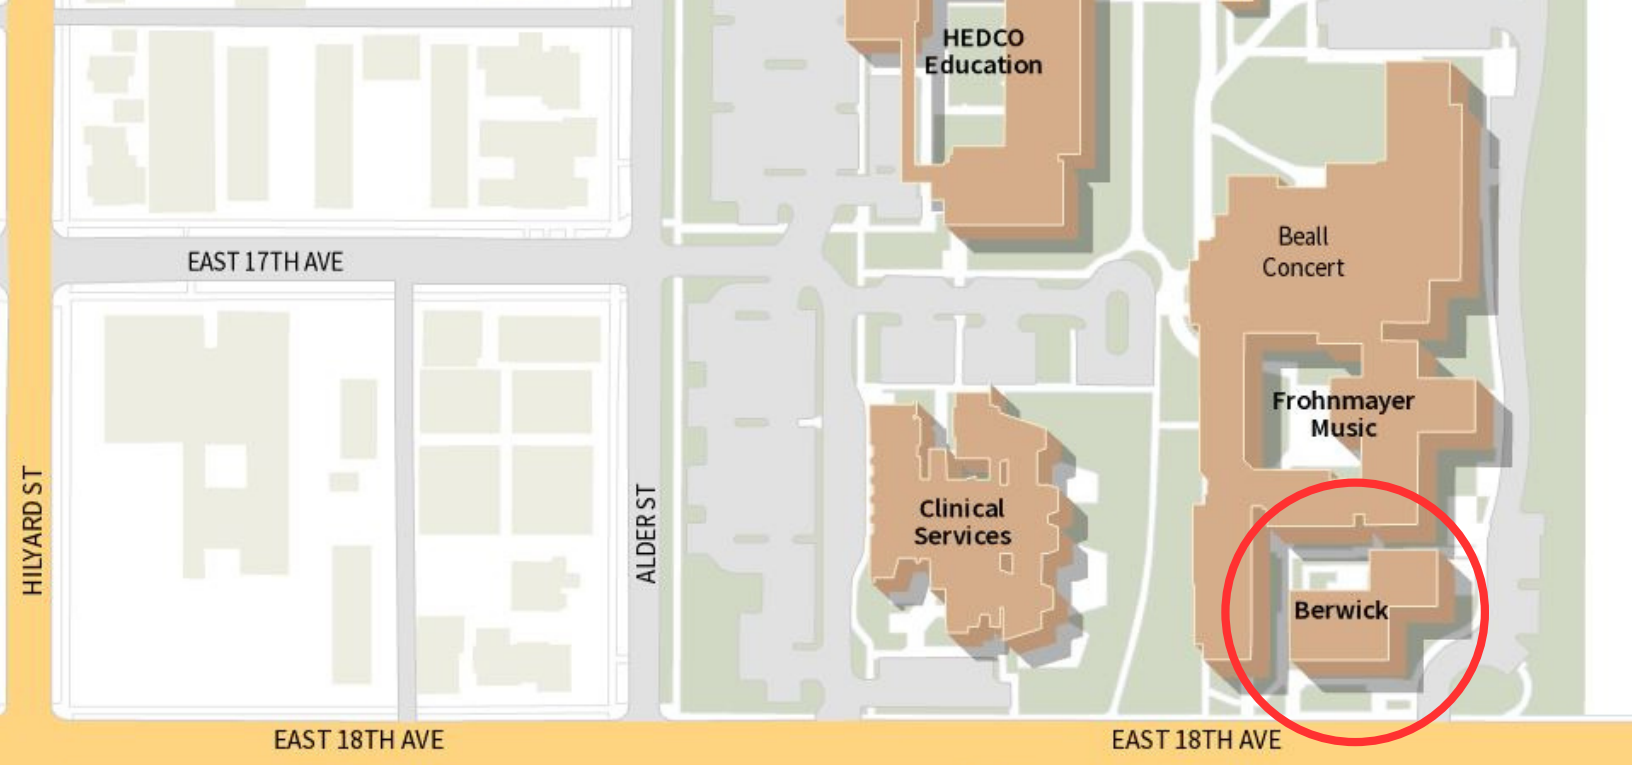 HEDCO
Education
EAST 17TH AVE
Beall
Concert
Frohnmayer
Music
HILYARD ST
ALDER ST
Clinical
Services
Berwick
EAST 18TH AVE
EAST 18TH AVE